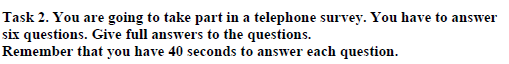 Task 2. You are going to take part in a telephone survey. You have to answer
six questions. Give full answers to the questions.
Remember that you have 40 seconds to answer each question.